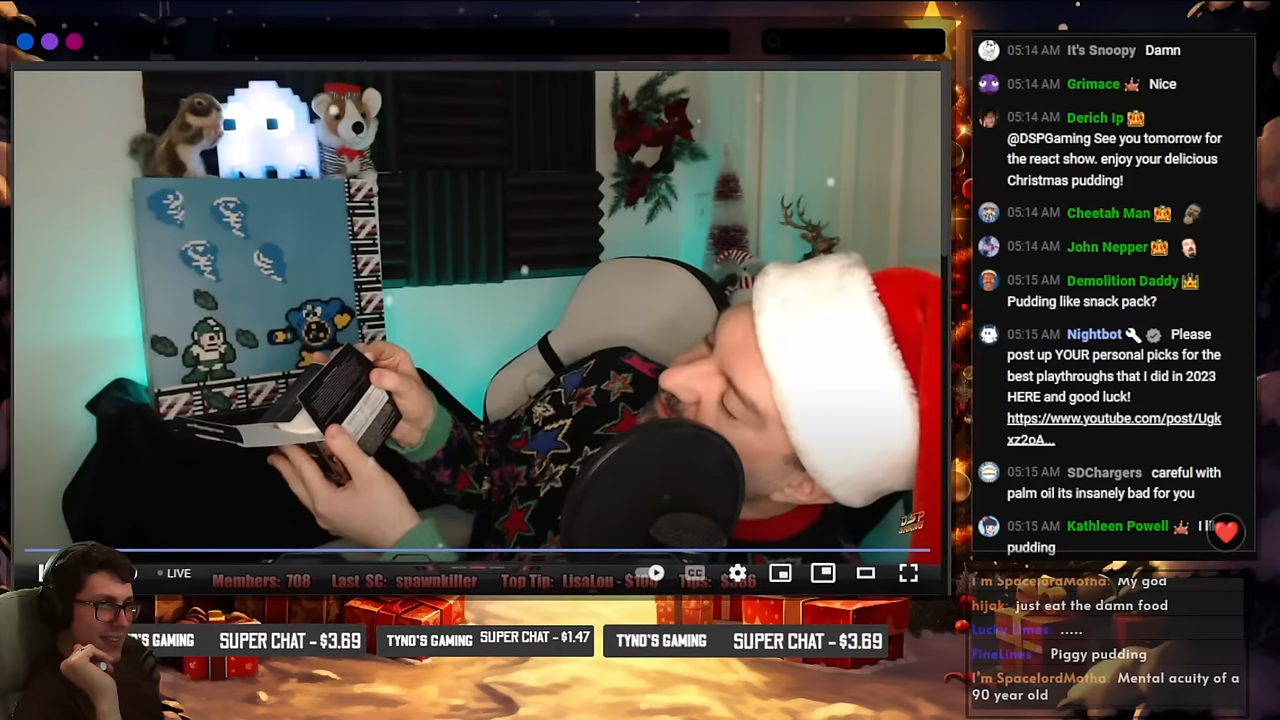 05:14 AM It's Snoopy Damn
05:14 AM Grimace Nice
05:14 AM Derich Ip
@DSPGaming See you tomorrow for
the react show. enjoy your delicious
Christmas pudding!
05:14 AM Cheetah Man
05:14 AM John Nepper
05:15 AM Demolition Daddy
Pudding like snack pack?
05:15 AM Nightbot Please
post up YOUR personal picks for the
best playthroughs that I did in 2023
HERE and good luck!
https://www.youtube.com/post/Ugk
xz2oA...
05:15 AM SDChargers careful with
palm oil its insanely bad for you
05:15 AM Kathleen Powell I
pudding
DSP
GAMING
LIVE
CC
Members: 708 Last SC: spawnkiller Top Tip: LisaLou - Tips:
GAMING SUPER CHAT - $3.69
TYNO'S GAMING SUPER CHAT - $1.47
TYNO'S GAMING SUPER CHAT - $3.69
I'm SpacelordMotha: My god
hijak: just eat the damn food
Lucky Limes: .....
FineLines: Piggy pudding
I'm SpacelordMotha: Mental acuity of a
90 year old